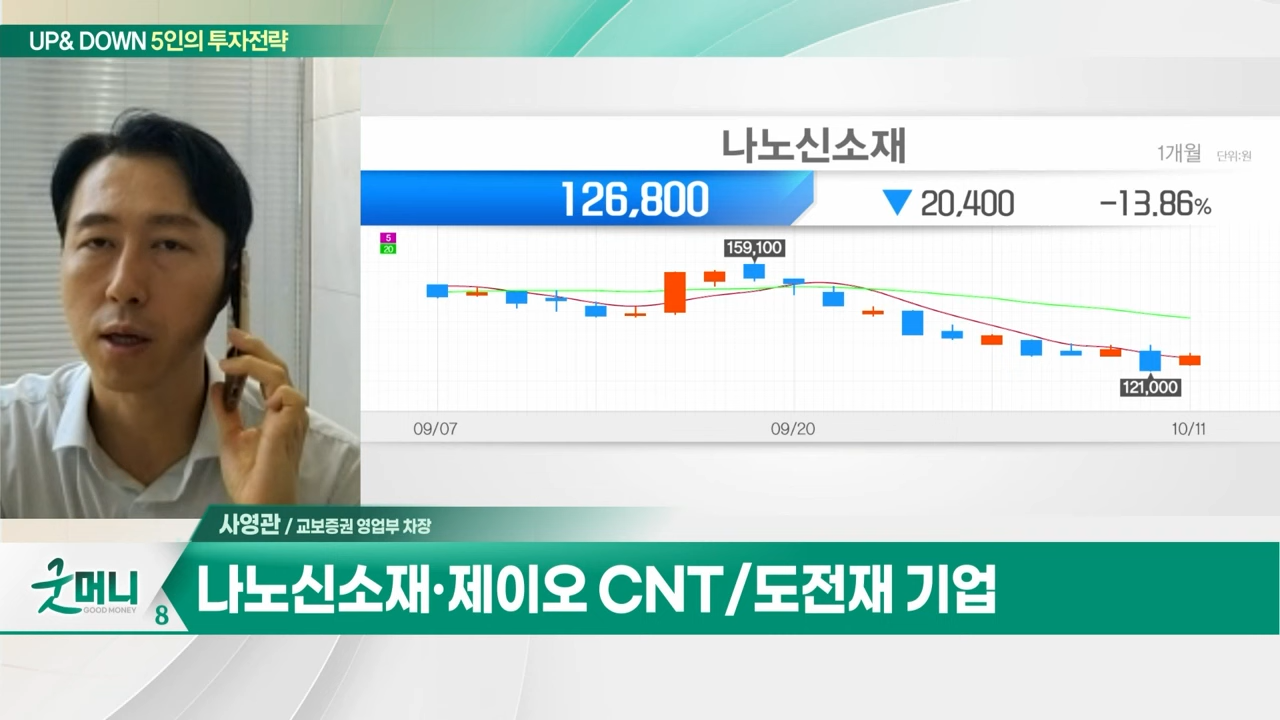 UP& DOWN 5인의 투자전략
나노신소재
1개월 단위:원
126,800 ▼ 20,400 -13.86%
5
20
159,100
121,000
09/07 09/20 10/11
사영관 / 교보증권 영업부 차장
굿머니
GOOD MONEY
8
나노신소재·제이오 CNT/도전재 기업